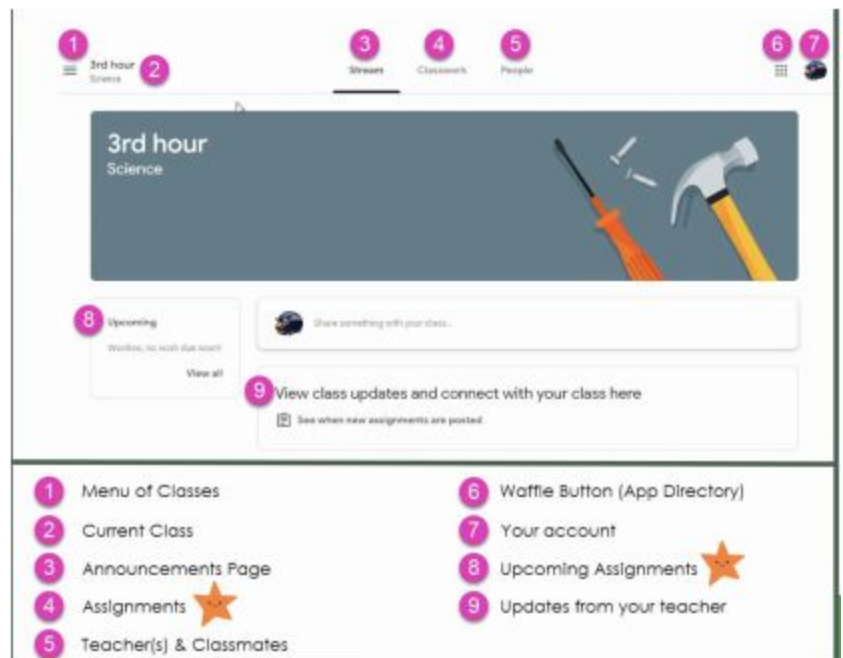 1
3
4
5
6
7
3rd hour
Science
2
Stream
Classwork
People
3rd hour
Science
8
Upcoming
Woohoo, no work due soon!
View all
Share something with your class...
9
View class updates and connect with your class here
See when new assignments are posted
1 Menu of Classes
2 Current Class
3 Announcements Page
4 Assignments
5 Teacher(s) & Classmates
6 Waffle Button (App Directory)
7 Your account
8 Upcoming Assignments
9 Updates from your teacher